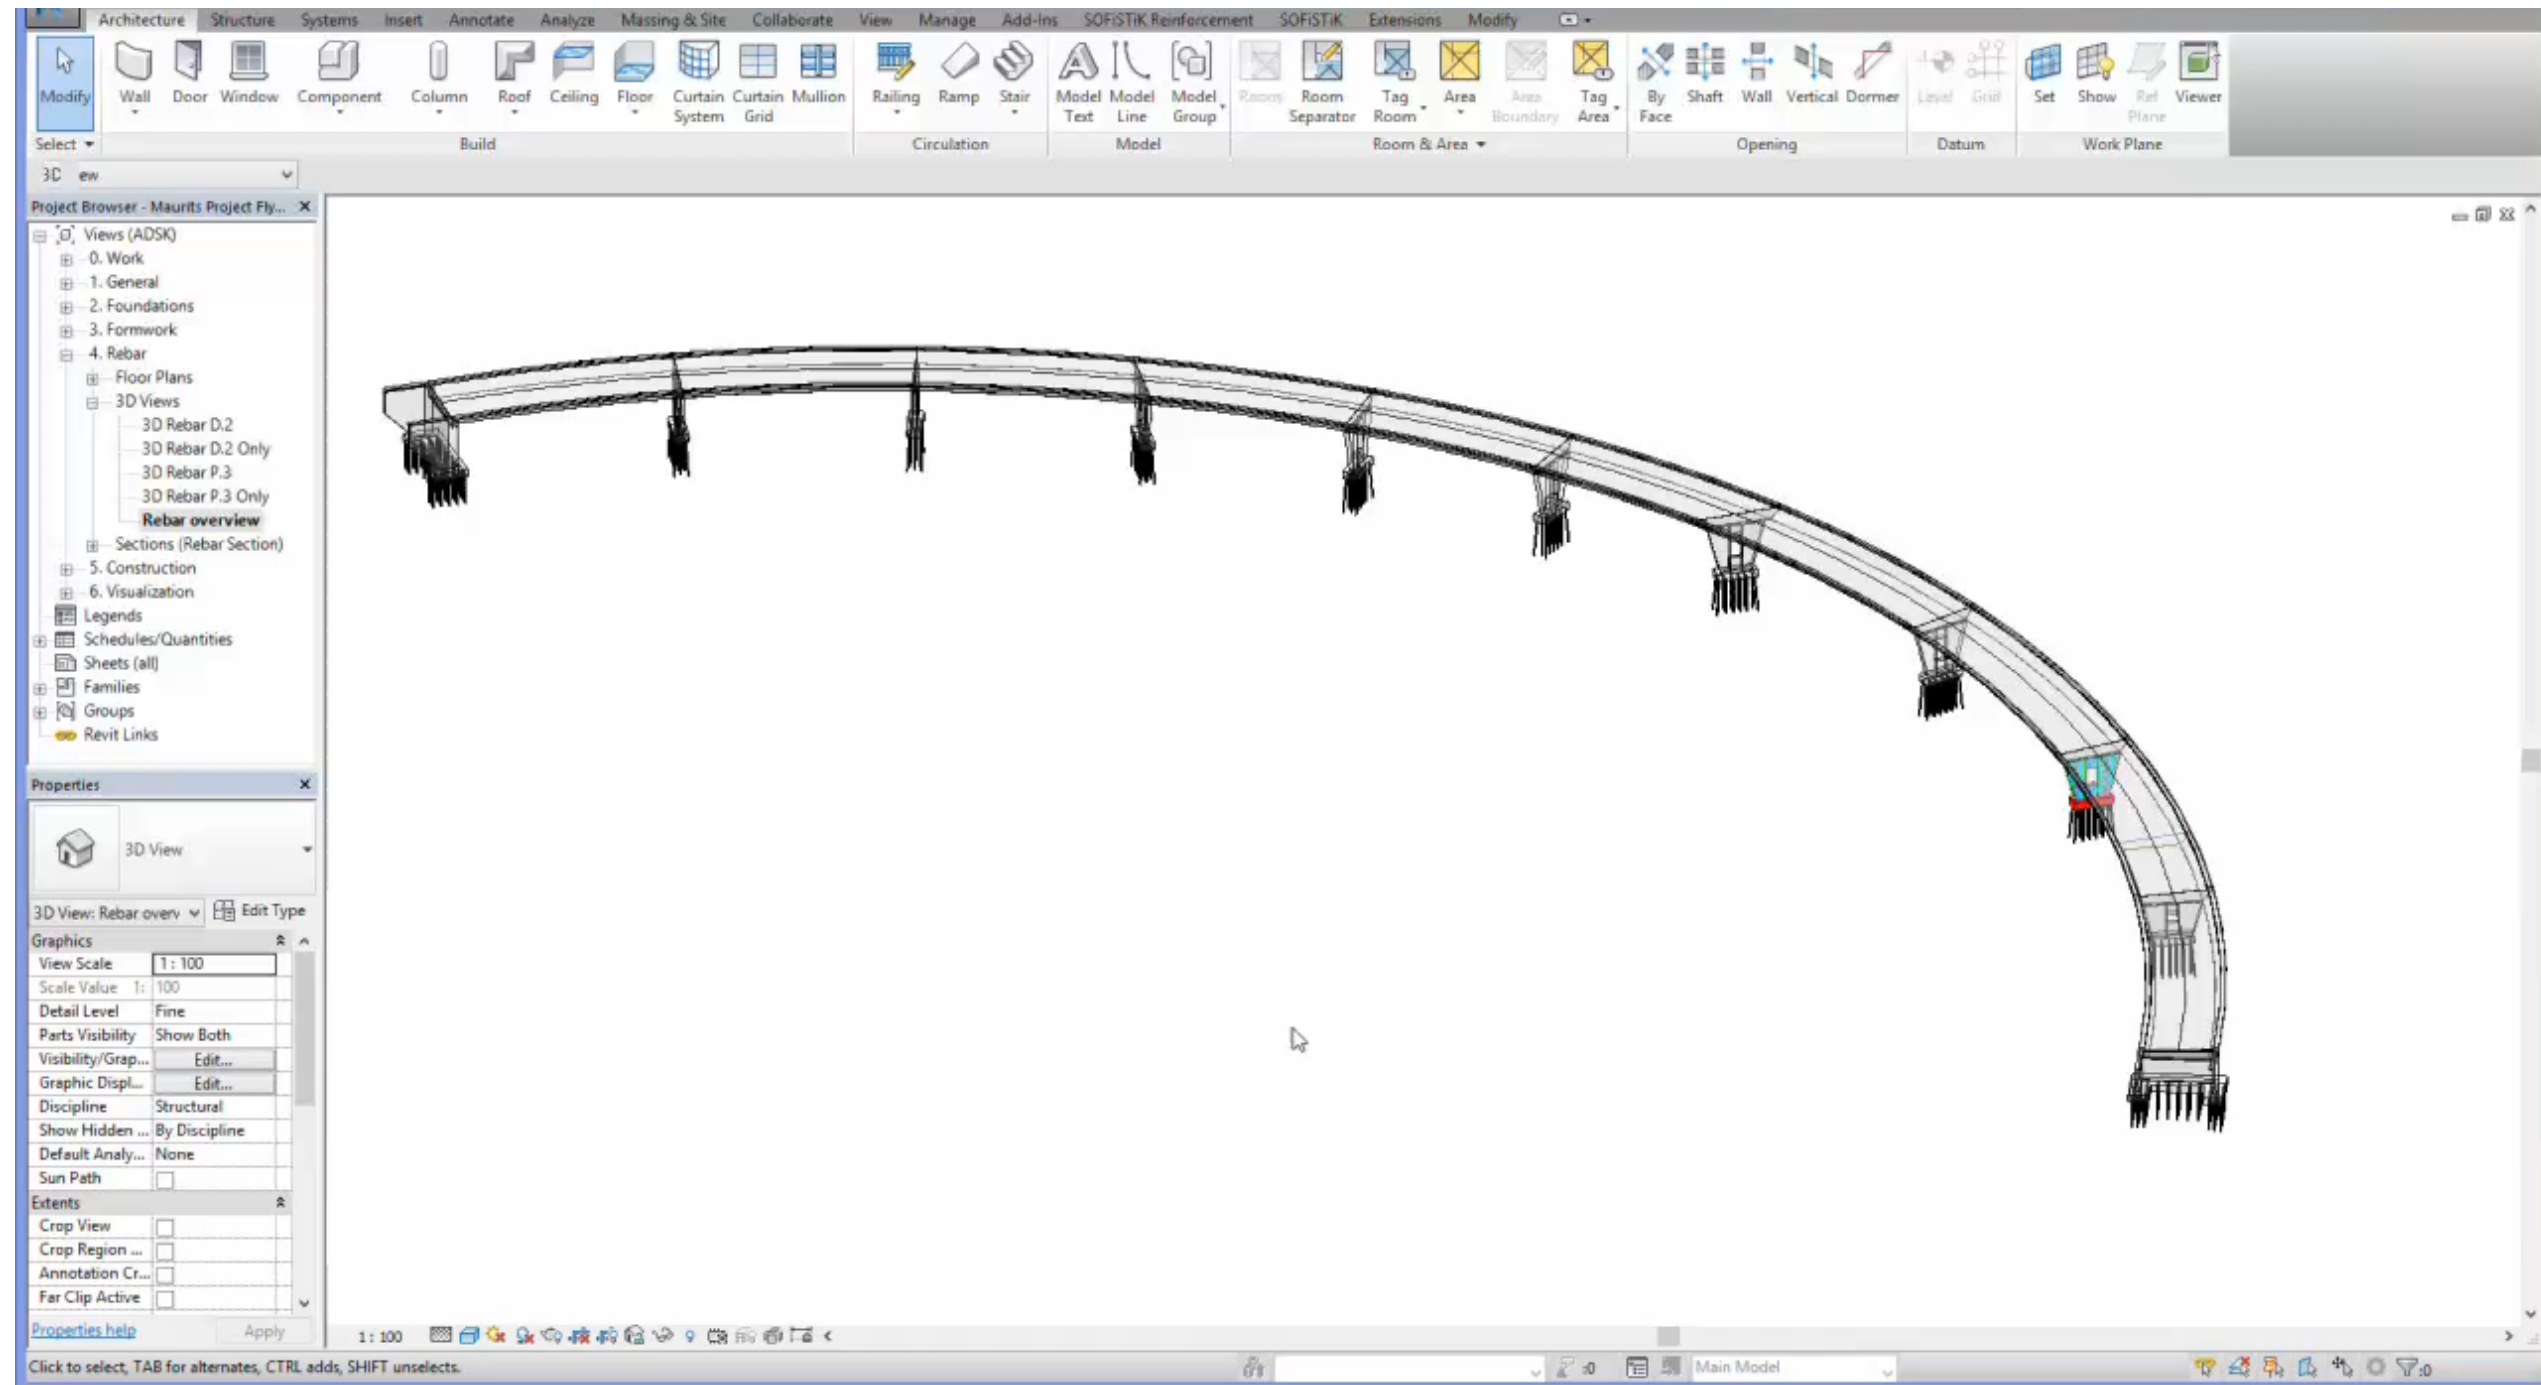 Architecture Structure Systems Insert Annotate Analyze Massing & Site Collaborate View Manage Add-Ins SOFiSTiK Reinforcement SOFiSTiK Extensions Modify
Modify Wall Door Window Component Column Roof Ceiling Floor Curtain System Curtain Grid Mullion Railing Ramp Stair Model Text Model Line Model Group Room Room Separator Tag Room Area Area Boundary Tag Area By Face Shaft Wall Vertical Dormer Level Grid Set Show Ref Plane Viewer
Select Build Circulation Model Room & Area Opening Datum Work Plane
3D ew
Project Browser - Maurits Project Fly...
Views (ADSK)
0. Work
1. General
2. Foundations
3. Formwork
4. Rebar
Floor Plans
3D Views
3D Rebar D.2
3D Rebar D.2 Only
3D Rebar P.3
3D Rebar P.3 Only
Rebar overview
Sections (Rebar Section)
5. Construction
6. Visualization
Legends
Schedules/Quantities
Sheets (all)
Families
Groups
Revit Links
Properties
3D View
3D View: Rebar overv Edit Type
Graphics
View Scale 1 : 100
Scale Value 1: 100
Detail Level Fine
Parts Visibility Show Both
Visibility/Grap... Edit...
Graphic Displ... Edit...
Discipline Structural
Show Hidden ... By Discipline
Default Analy... None
Sun Path
Extents
Crop View
Crop Region ...
Annotation Cr...
Far Clip Active
Properties help Apply
1 : 100
Click to select, TAB for alternates, CTRL adds, SHIFT unselects. :0 Main Model :0